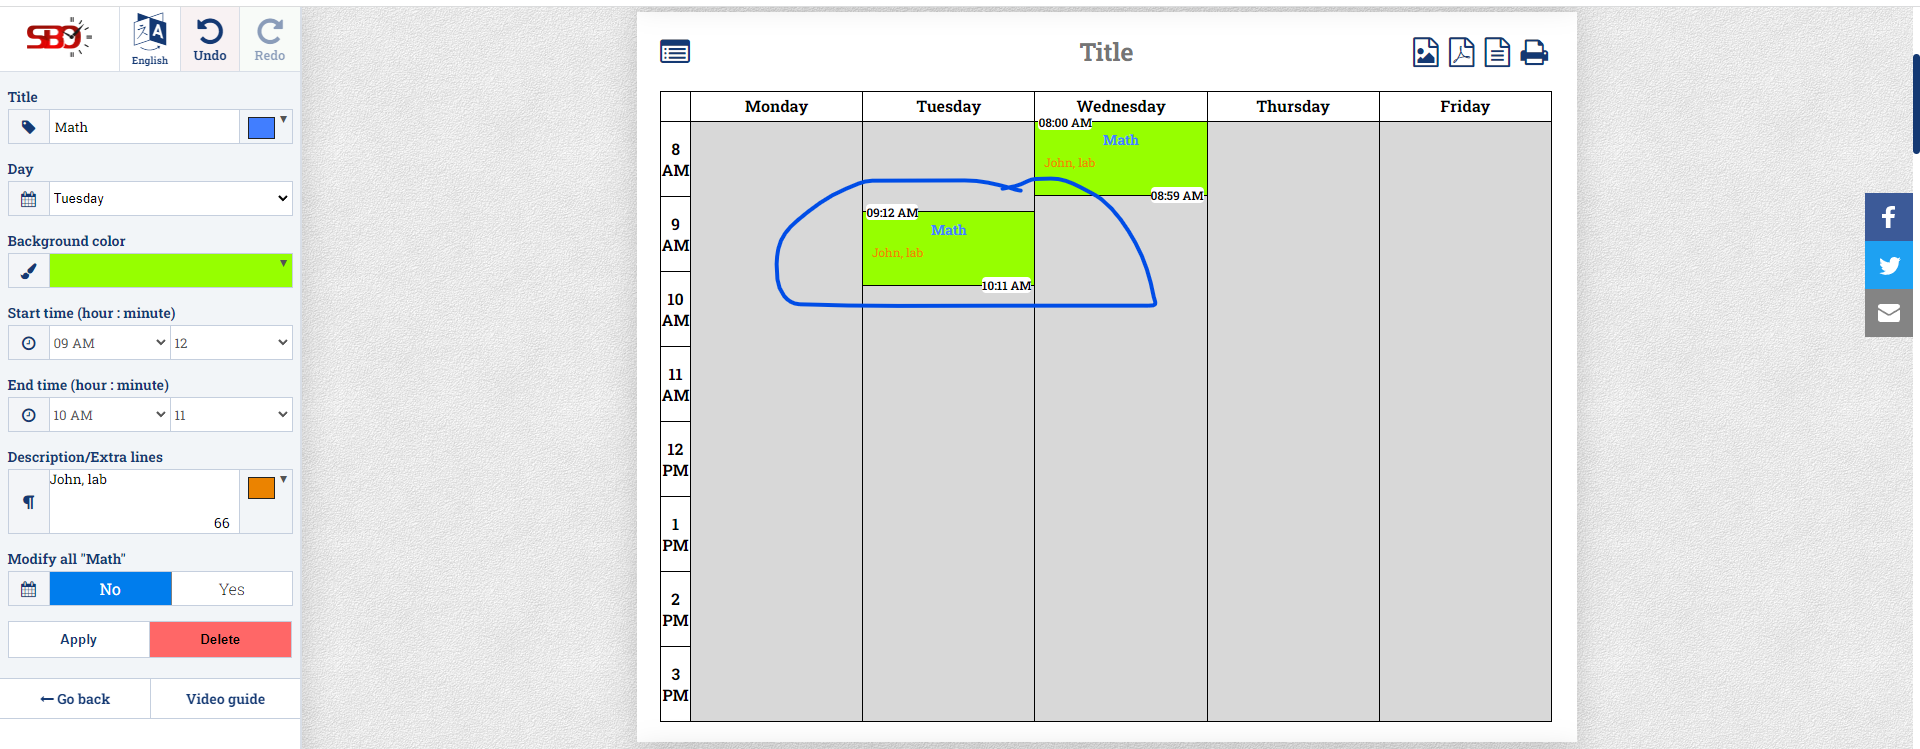 SBO
English
Undo
Redo
Title
Math
Day
Tuesday
Background color
Start time (hour : minute)
09 AM
12
End time (hour : minute)
10 AM
11
Description/Extra lines
John, lab
66
Modify all "Math"
No
Yes
Apply
Delete
Go back
Video guide
Title
Monday
Tuesday
Wednesday
Thursday
Friday
08:00 AM
8
AM
Math
John, lab
08:59 AM
09:12 AM
9
AM
Math
John, lab
10:11 AM
10
AM
11
AM
12
PM
1
PM
2
PM
3
PM